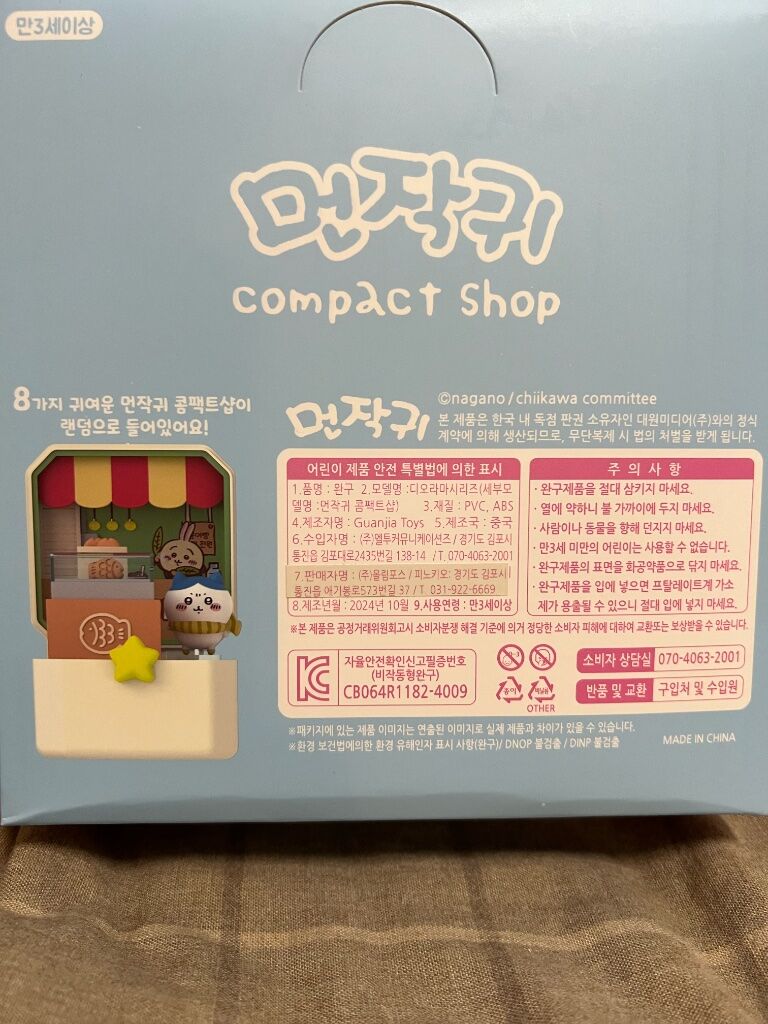 만3세이상
먼작귀
compact shop
8가지 귀여운 먼작귀 콤팩트샵이
랜덤으로 들어있어요!
먼작귀
©nagano / chiikawa committee
본 제품은 한국 내 독점 판권 소유자인 대원미디어(주)와의 정식
계약에 의해 생산되므로, 무단복제 시 법의 처벌을 받게 됩니다.
어린이 제품 안전 특별법에 의한 표시
1.품명 : 완구 2.모델명 :디오라마시리즈(세부모
델명 :먼작귀 콤팩트샵) 3.재질 : PVC, ABS
4.제조자명 : Guanjia Toys 5.제조국 : 중국
6.수입자명 : (주)엘투커뮤니케이션즈 / 경기도 김포시
통진읍 김포대로2435번길 138-14 / T. 070-4063-2001
7.판매자명 : (주)올림포스 / 피노키오: 경기도 김포시
통진읍 애기봉로573번길 37 / T. 031-922-6669
8.제조년월 : 2024년 10월 9.사용연령 : 만3세이상
주 의 사 항
· 완구제품을 절대 삼키지 마세요.
· 열에 약하니 불 가까이에 두지 마세요.
· 사람이나 동물을 향해 던지지 마세요.
· 만3세 미만의 어린이는 사용할 수 없습니다.
· 완구제품의 표면을 화공약품으로 닦지 마세요.
· 완구제품을 입에 넣으면 프탈레이트계 가소
제가 용출될 수 있으니 절대 입에 넣지 마세요.
※본 제품은 공정거래위원회고시 소비자분쟁 해결 기준에 의거 정당한 소비자 피해에 대하여 교환또는 보상받을 수 있습니다.
자율안전확인신고필증번호
(비작동형완구)
CB064R1182-4009
종이
비닐류
OTHER
소비자 상담실 070-4063-2001
반품 및 교환 구입처 및 수입원
※패키지에 있는 제품 이미지는 연출된 이미지로 실제 제품과 차이가 있을 수 있습니다.
※환경 보건법에의한 환경 유해인자 표시 사항(완구)/ DNOP 불검출 / DINP 불검출
MADE IN CHINA